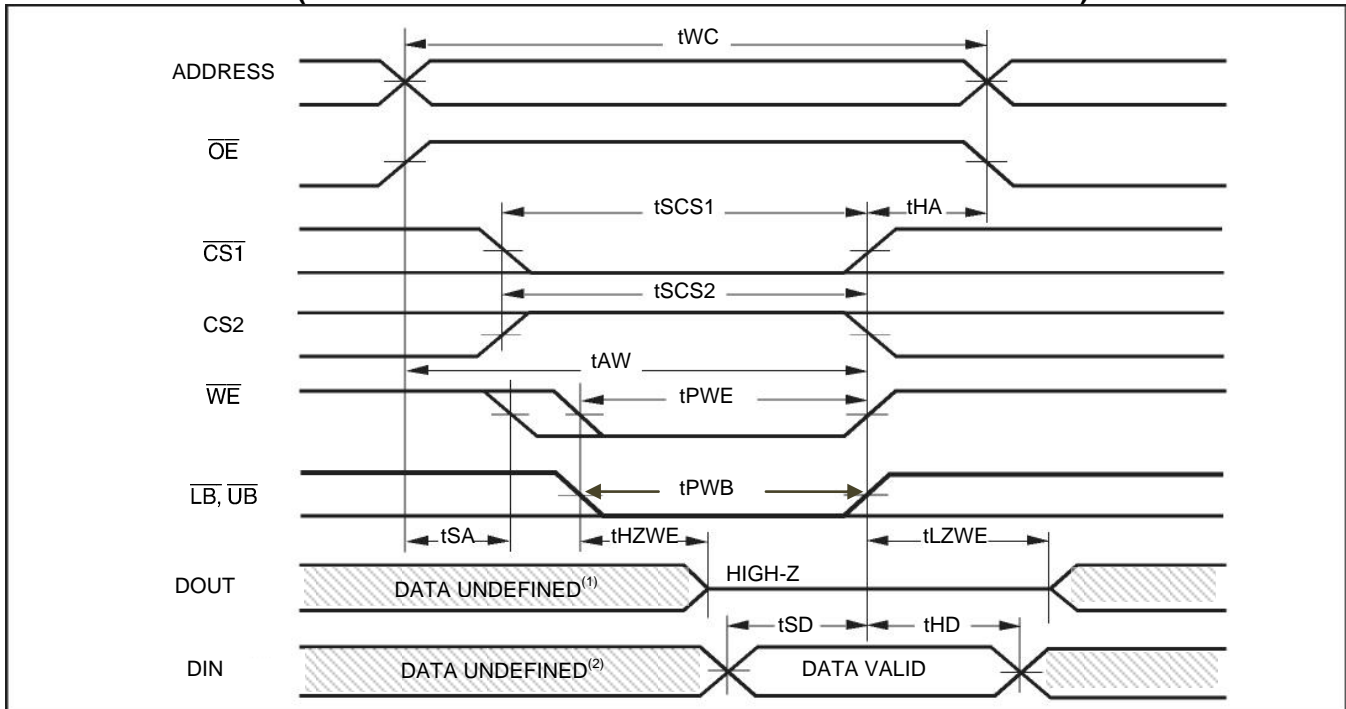 tWC
ADDRESS
OE
tSCS1
tHA
CS1
tSCS2
CS2
tAW
WE
tPWE
LB, UB
tPWB
tSA
tHZWE
tLZWE
DOUT
DATA UNDEFINED(1)
HIGH-Z
tSD
tHD
DIN
DATA UNDEFINED(2)
DATA VALID